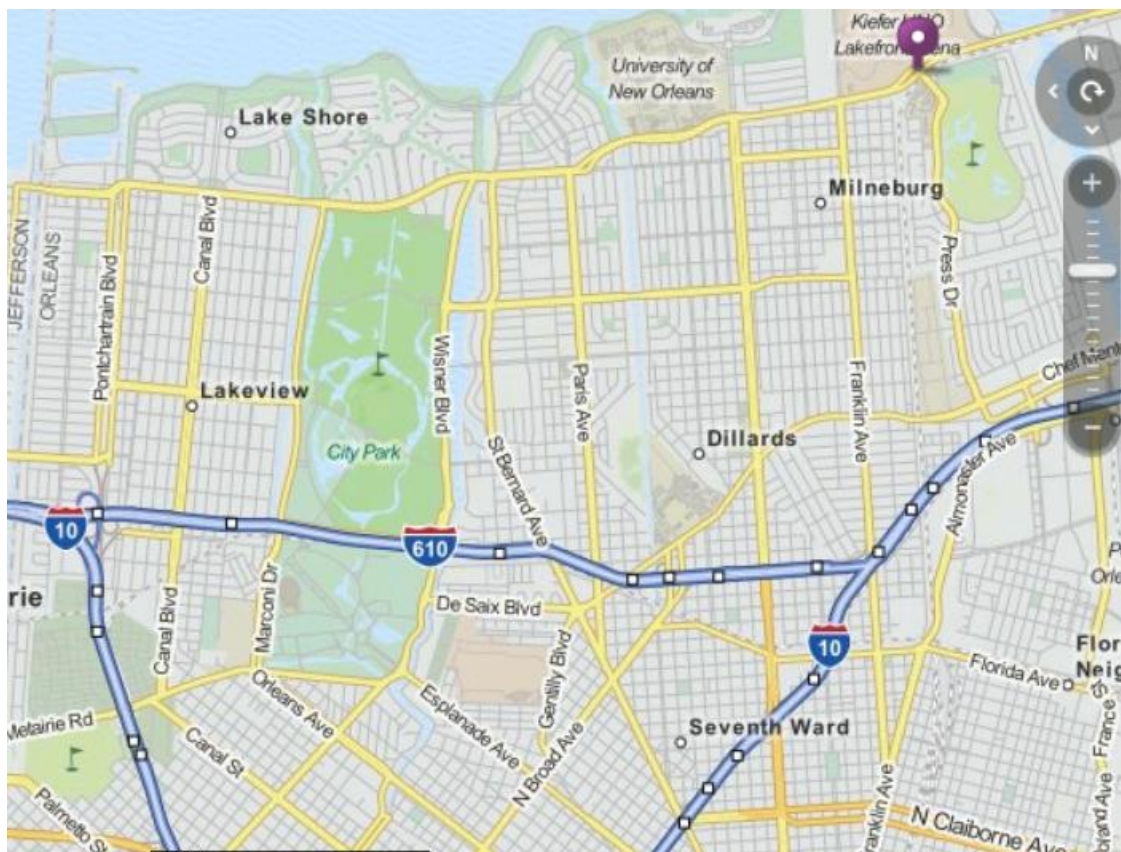 Kiefer UNO
Lakefront Arena
University of
New Orleans
N
Lake Shore
Milneburg
JEFFERSON
ORLEANS
Pontchartrain Blvd
Canal Blvd
Press Dr
Wisner Blvd
Paris Ave
Franklin Ave
Chef Ment
Lakeview
City Park
St Bernard Ave
Dillards
Almonaster Ave
10
610
rie
Canal Blvd
Marconi Dr
De Saix Blvd
Gentilly Blvd
10
Florida Ave
Flor
Neig
Metairie Rd
Orleans Ave
Esplanade Ave
N Broad Ave
Seventh Ward
Canal St
Palmetto St
Franklin Ave
N Claiborne Ave
France